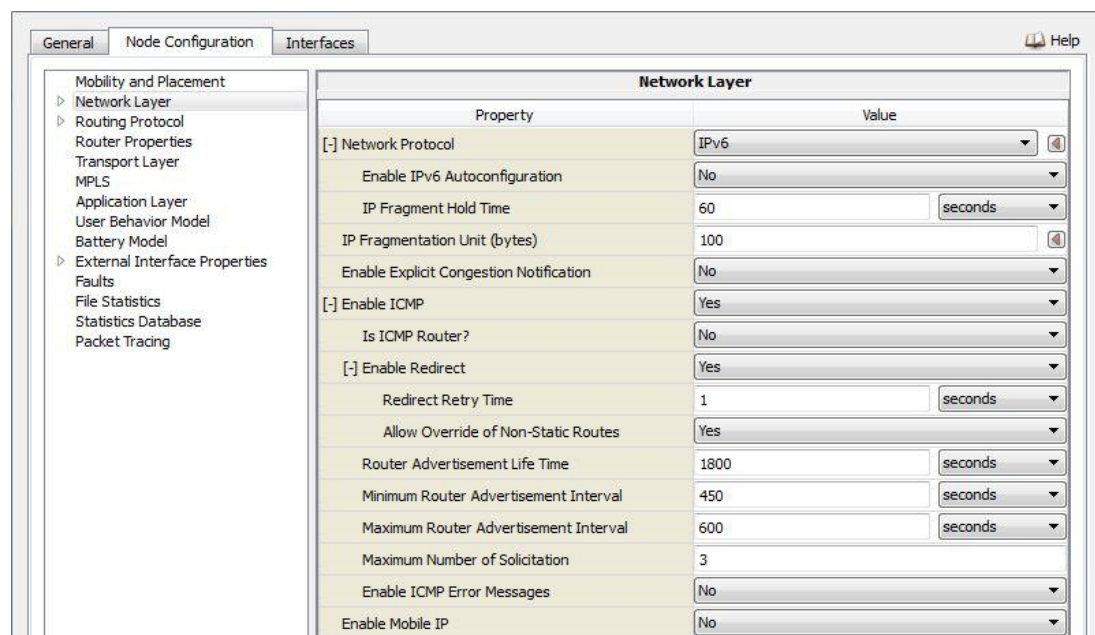 General Node Configuration Interfaces Help
Mobility and Placement
Network Layer
Routing Protocol
Router Properties
Transport Layer
MPLS
Application Layer
User Behavior Model
Battery Model
External Interface Properties
Faults
File Statistics
Statistics Database
Packet Tracing
Network Layer
Property Value
[-] Network Protocol IPv6
Enable IPv6 Autoconfiguration No
IP Fragment Hold Time 60 seconds
IP Fragmentation Unit (bytes) 100
Enable Explicit Congestion Notification No
[-] Enable ICMP Yes
Is ICMP Router? No
[-] Enable Redirect Yes
Redirect Retry Time 1 seconds
Allow Override of Non-Static Routes Yes
Router Advertisement Life Time 1800 seconds
Minimum Router Advertisement Interval 450 seconds
Maximum Router Advertisement Interval 600 seconds
Maximum Number of Solicitation 3
Enable ICMP Error Messages No
Enable Mobile IP No